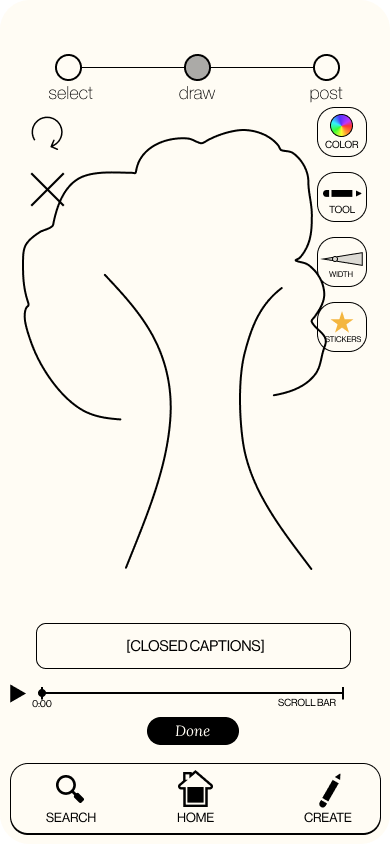 select draw post
COLOR
TOOL
WIDTH
STICKERS
[CLOSED CAPTIONS]
0:00 SCROLL BAR
Done
SEARCH HOME CREATE